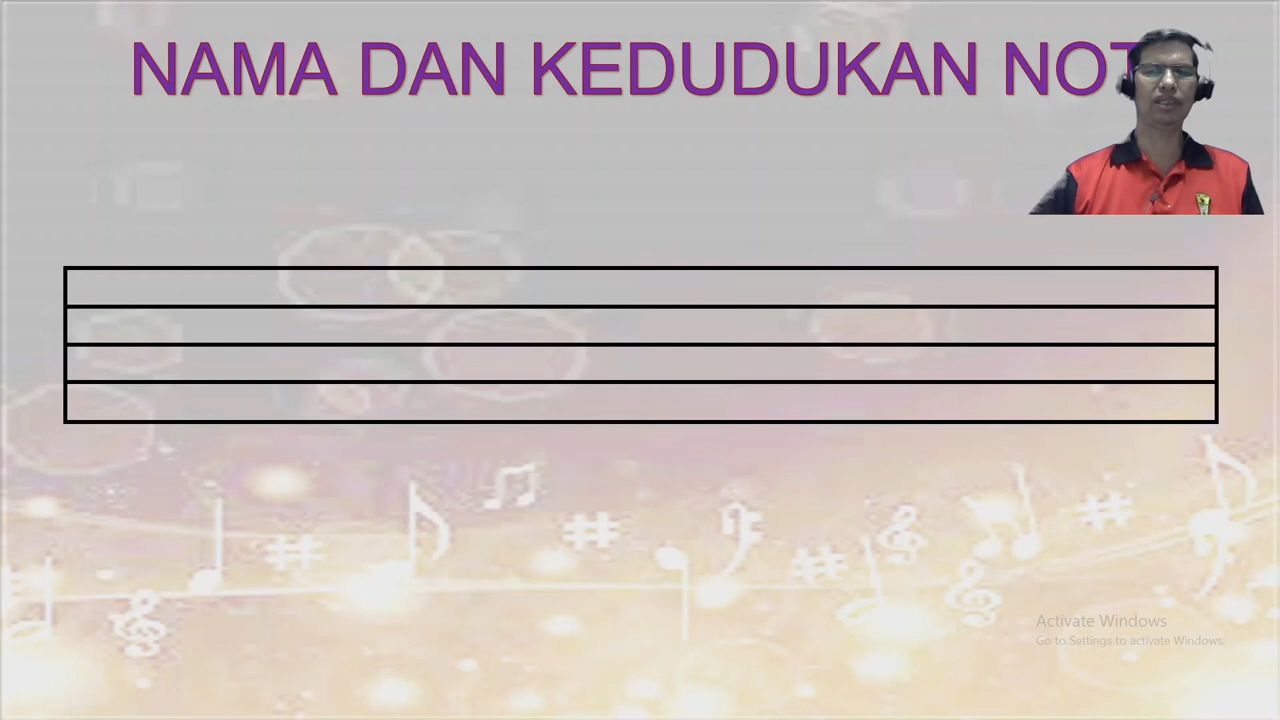 NAMA DAN KEDUDUKAN NOT
Activate Windows
Go to Settings to activate Windows.